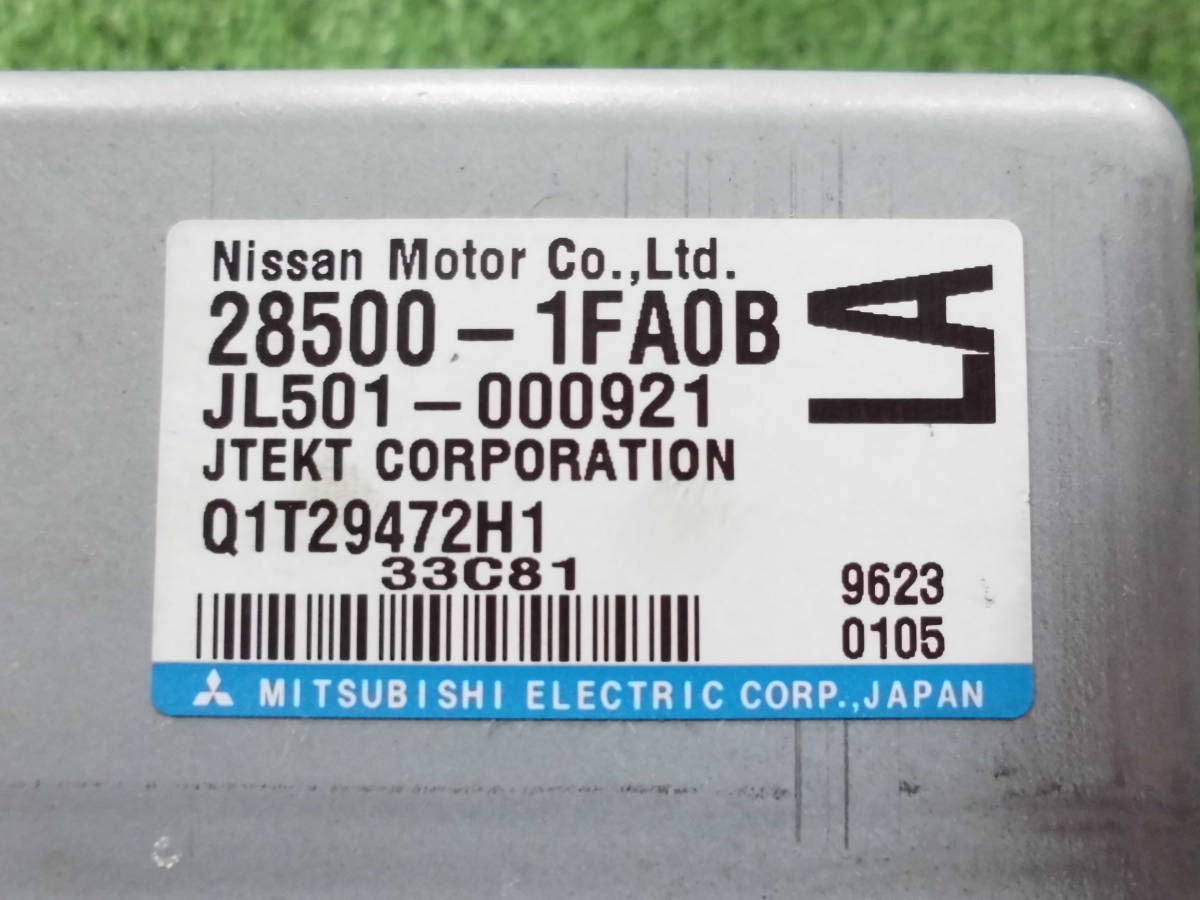 Nissan Motor Co.,Ltd.
28500-1FA0B
LA
JL501-000921
JTEKT CORPORATION
Q1T29472H1
33C81
9623
0105
MITSUBISHI ELECTRIC CORP.,JAPAN